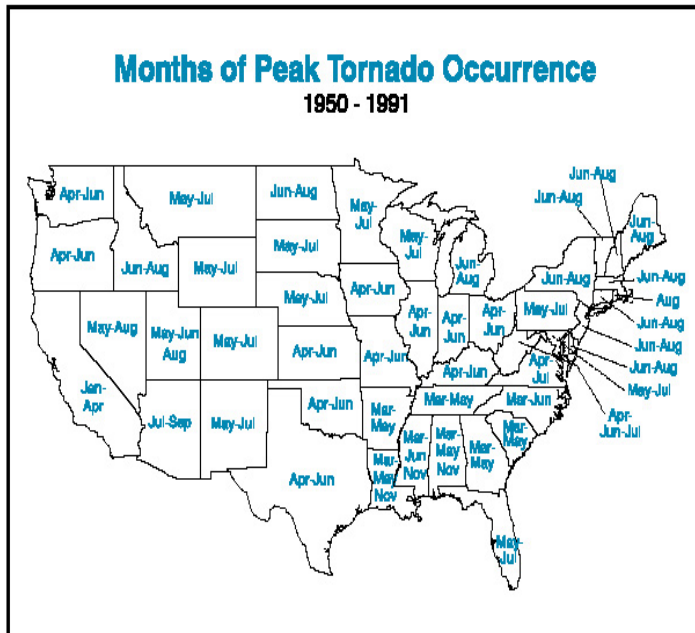 Months of Peak Tornado Occurrence
1950 - 1991
Jun-Aug
Jun-Aug
Apr-Jun
May-Jul
Jun-Aug
May-
Jul
May-
Jul
Jun-
Aug
Jun-
Aug
Apr-Jun
Jun-Aug
May-Jul
May-Jul
Jun-Aug
Jun-Aug
May-Jul
Apr-Jun
Aug
May-Aug
May-Jun
Aug
May-Jul
Apr-Jun
Apr-Jun
Apr-
Jun
Apr-
Jun
Apr-
Jun
May-Jul
Jun-Aug
Jun-Aug
Jun-Aug
May-Jul
Apr-
Jun-Jul
Apr-
Jul
Apr-Jun
Jan-
Apr
Jul-Sep
May-Jul
Apr-Jun
Mar-
May
Mar-May
Mar-Jun
Mar-
May
Apr-Jun
Mar-
May
Nov
Mar-
Jun
Nov
Mar-
May
Nov
Mar-
May
May-
Jul